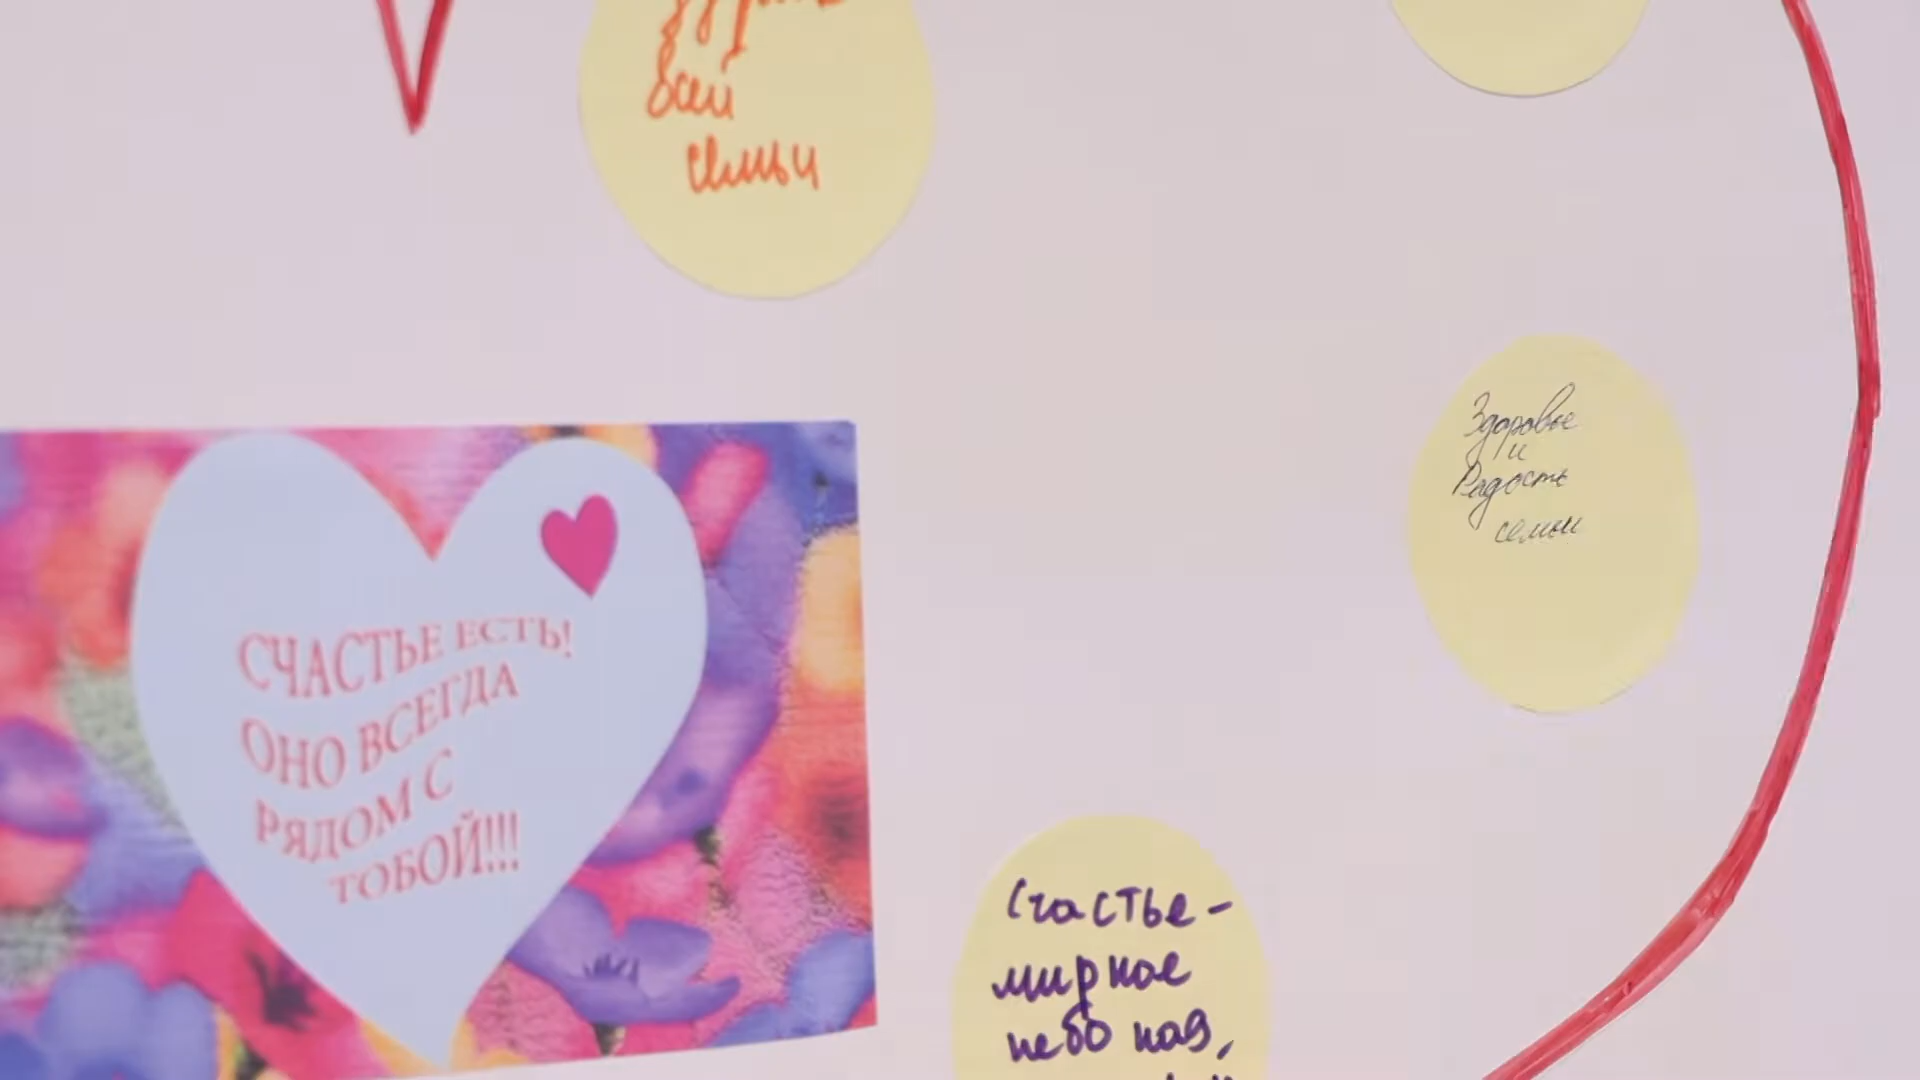 всей
семьи
Здоровье
и
Радость
семьи
СЧАСТЬЕ ЕСТЬ!
ОНО ВСЕГДА
РЯДОМ С
ТОБОЙ!!!
Счастье -
мирное
небо над,